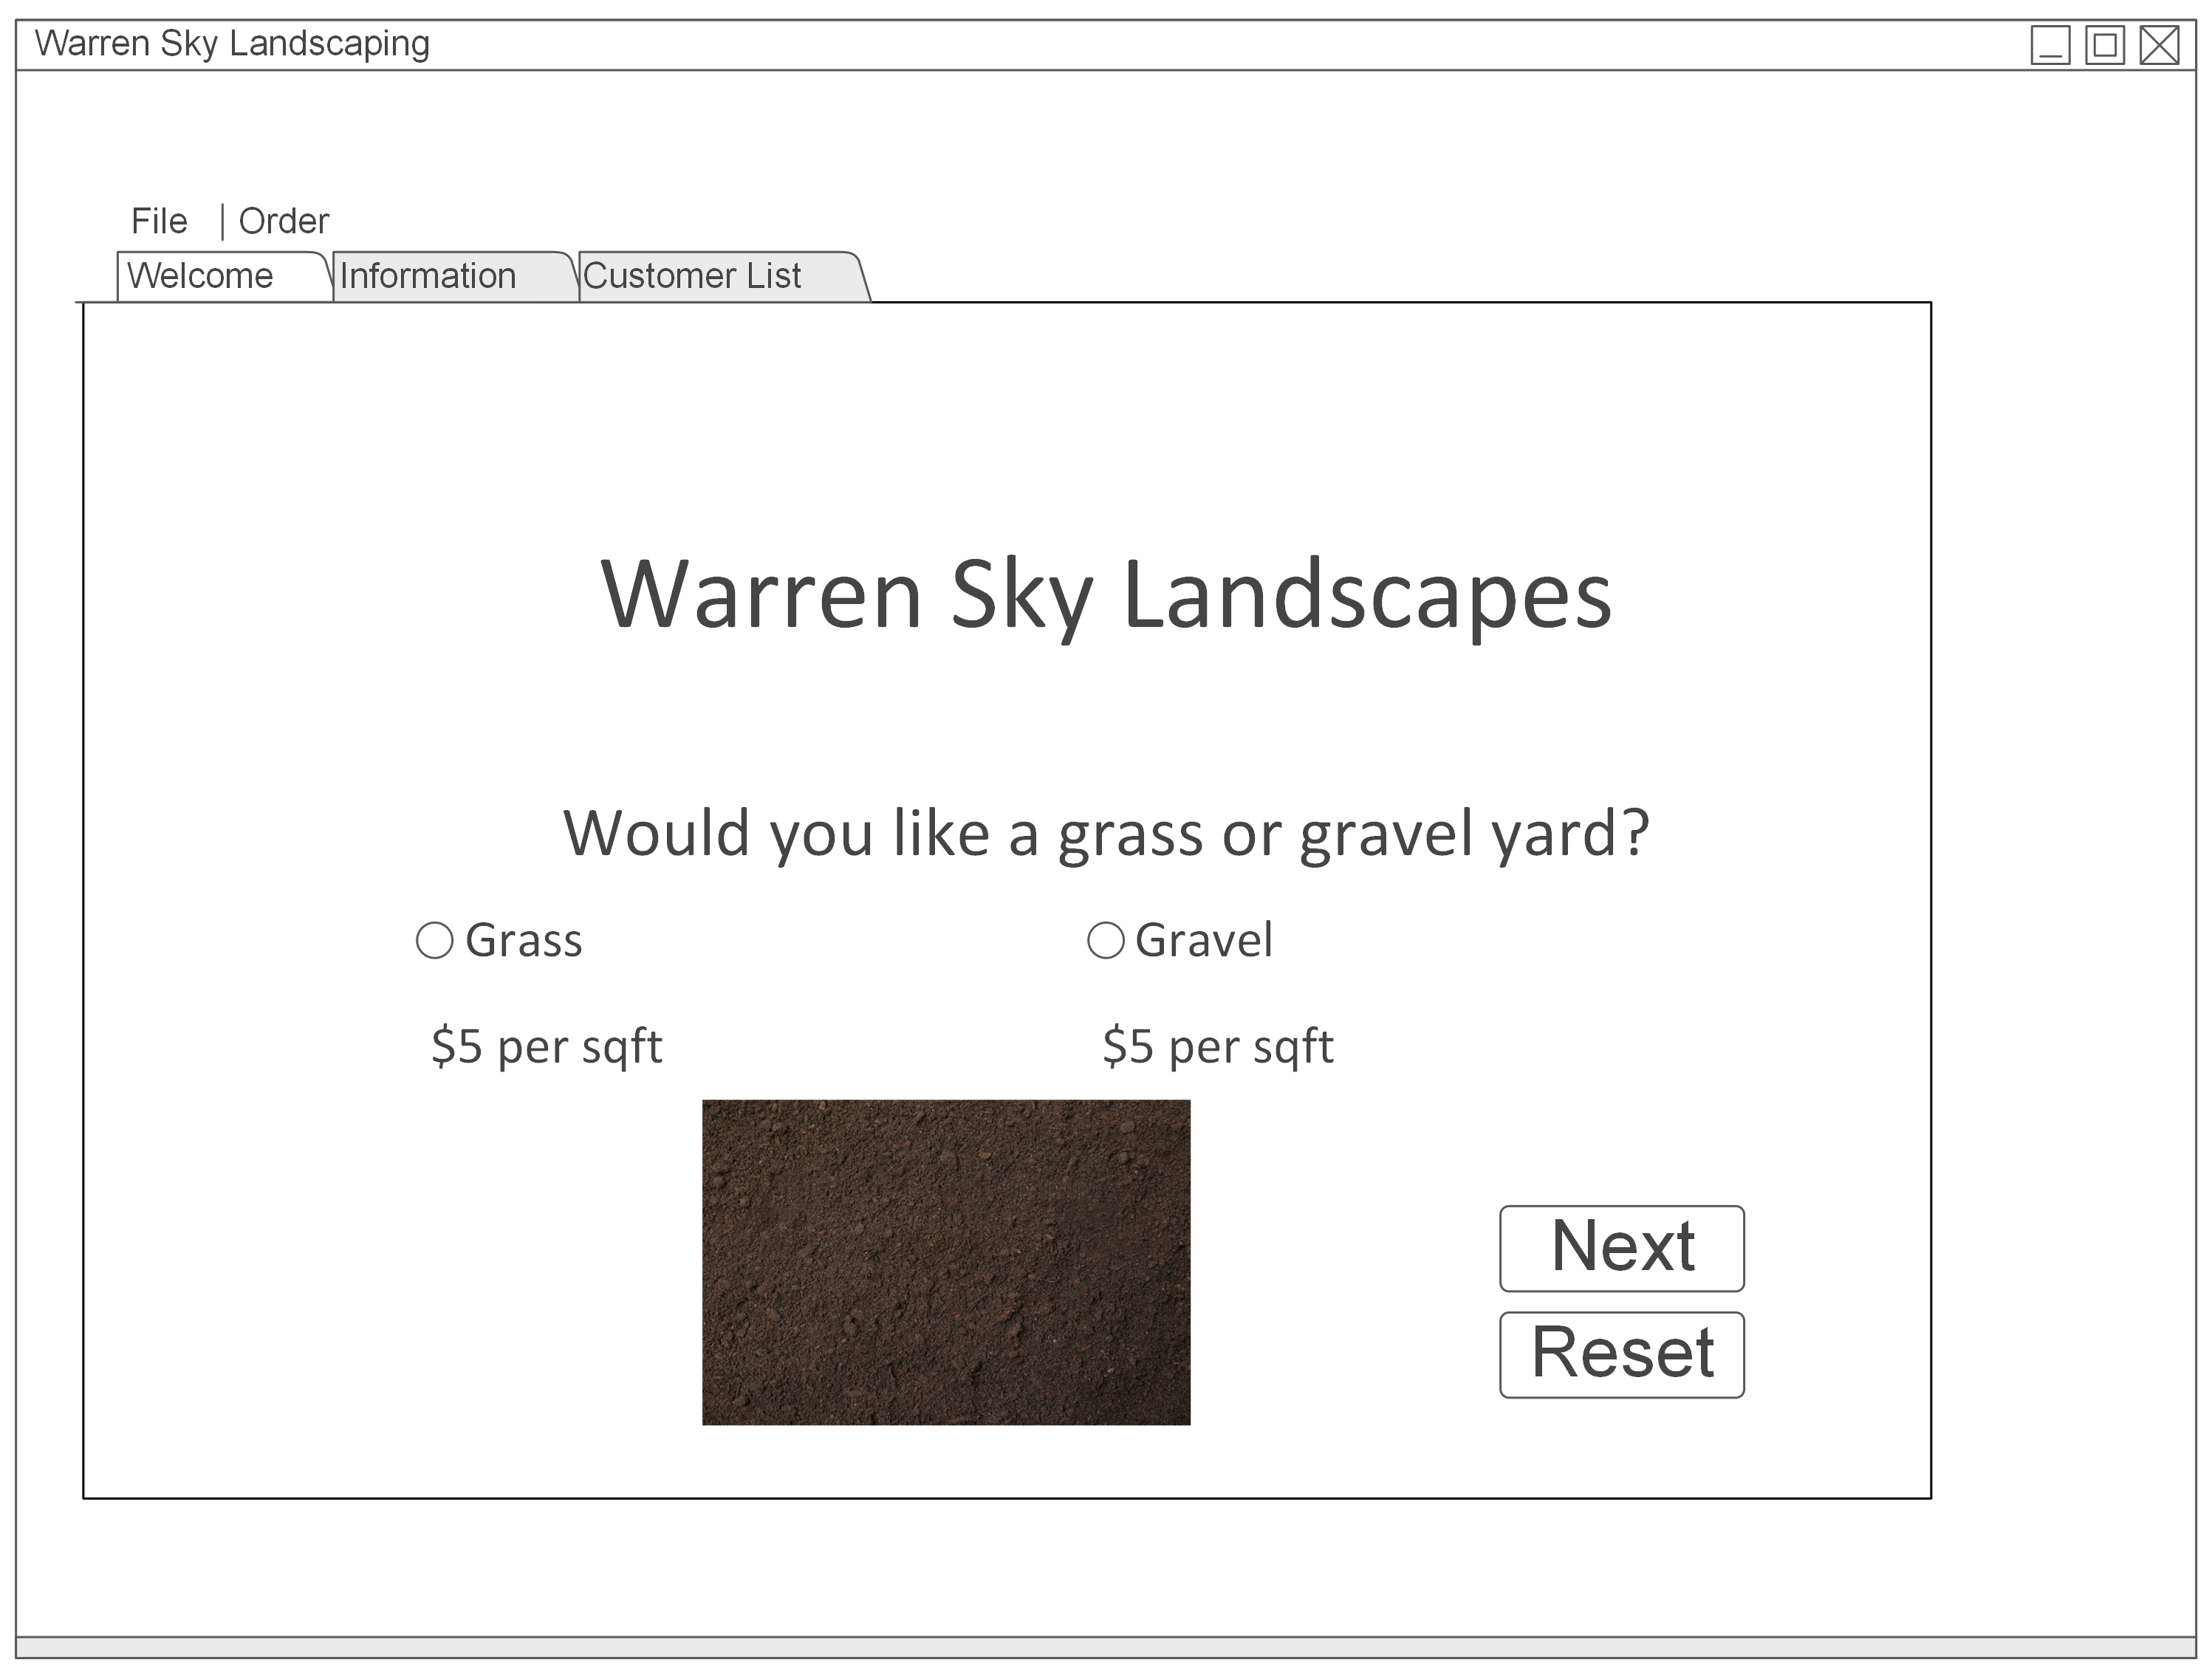 Warren Sky Landscaping
File | Order
Welcome Information Customer List
Warren Sky Landscapes
Would you like a grass or gravel yard?
Grass Gravel
$5 per sqft $5 per sqft
Next
Reset